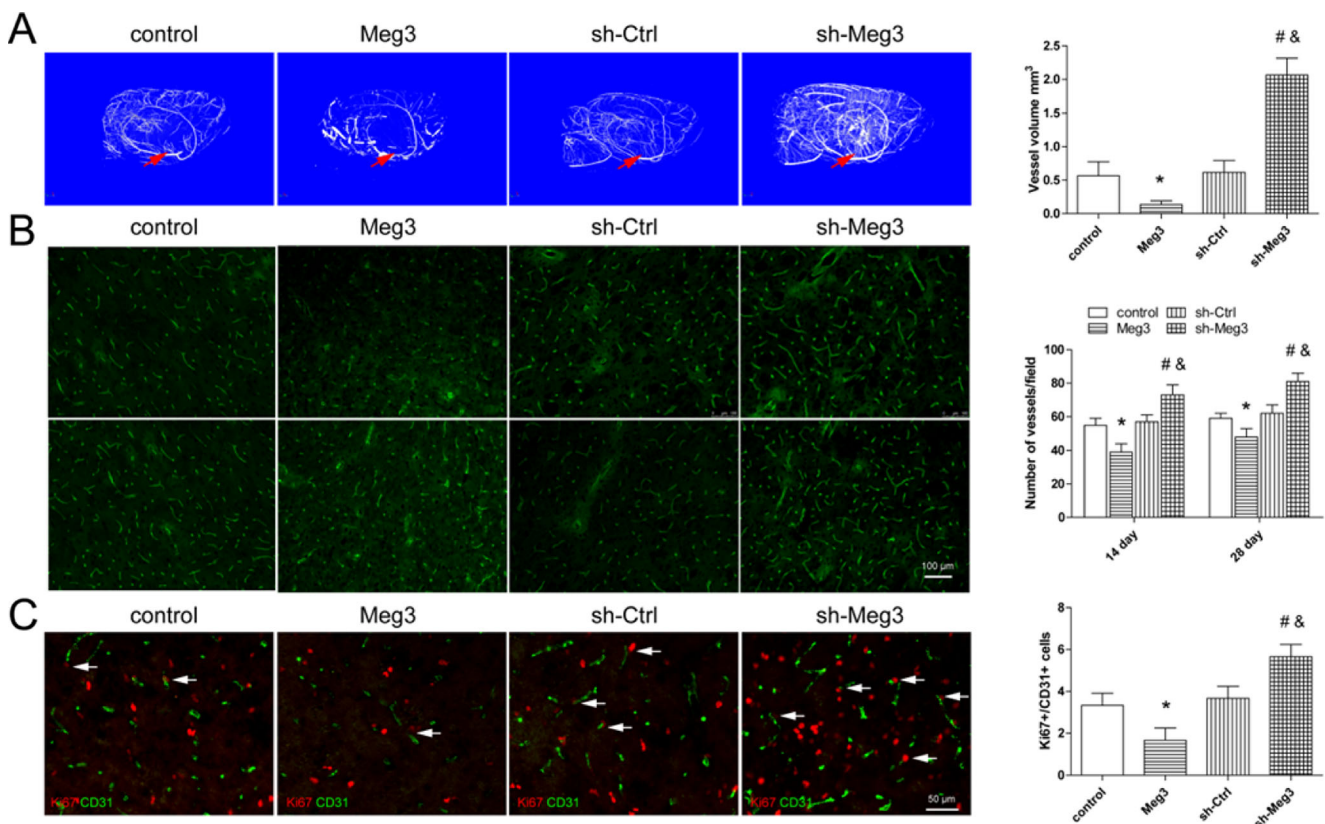 A
control Meg3 sh-Ctrl sh-Meg3
# &
*
Vessel volume mm³
2.5
2.0
1.5
1.0
0.5
0.0
control Meg3 sh-Ctrl sh-Meg3
B
control Meg3 sh-Ctrl sh-Meg3
100 µm
control sh-Ctrl
Meg3 sh-Meg3
# & # &
* *
Number of vessels/field
100
80
60
40
20
0
14 day 28 day
C
control Meg3 sh-Ctrl sh-Meg3
Ki67 CD31 Ki67 CD31 Ki67 CD31 Ki67 CD31
50 µm
# &
*
Ki67+/CD31+ cells
8
6
4
2
0
control Meg3 sh-Ctrl sh-Meg3